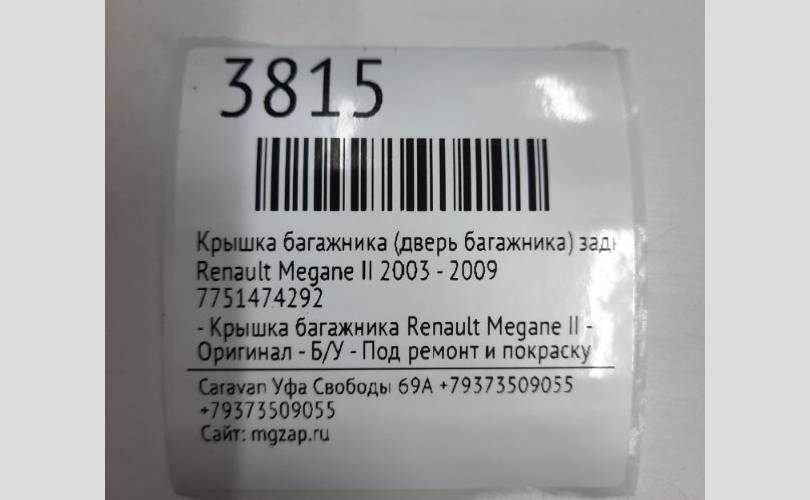 3815
Крышка багажника (дверь багажника)
Renault Megane II 2003 - 2009
7751474292
- Крышка багажника Renault Megane II -
Оригинал - Б/У - Под ремонт и покраску
Caravan Уфа Свободы 69А +79373509055
+79373509055
Сайт: mgzap.ru